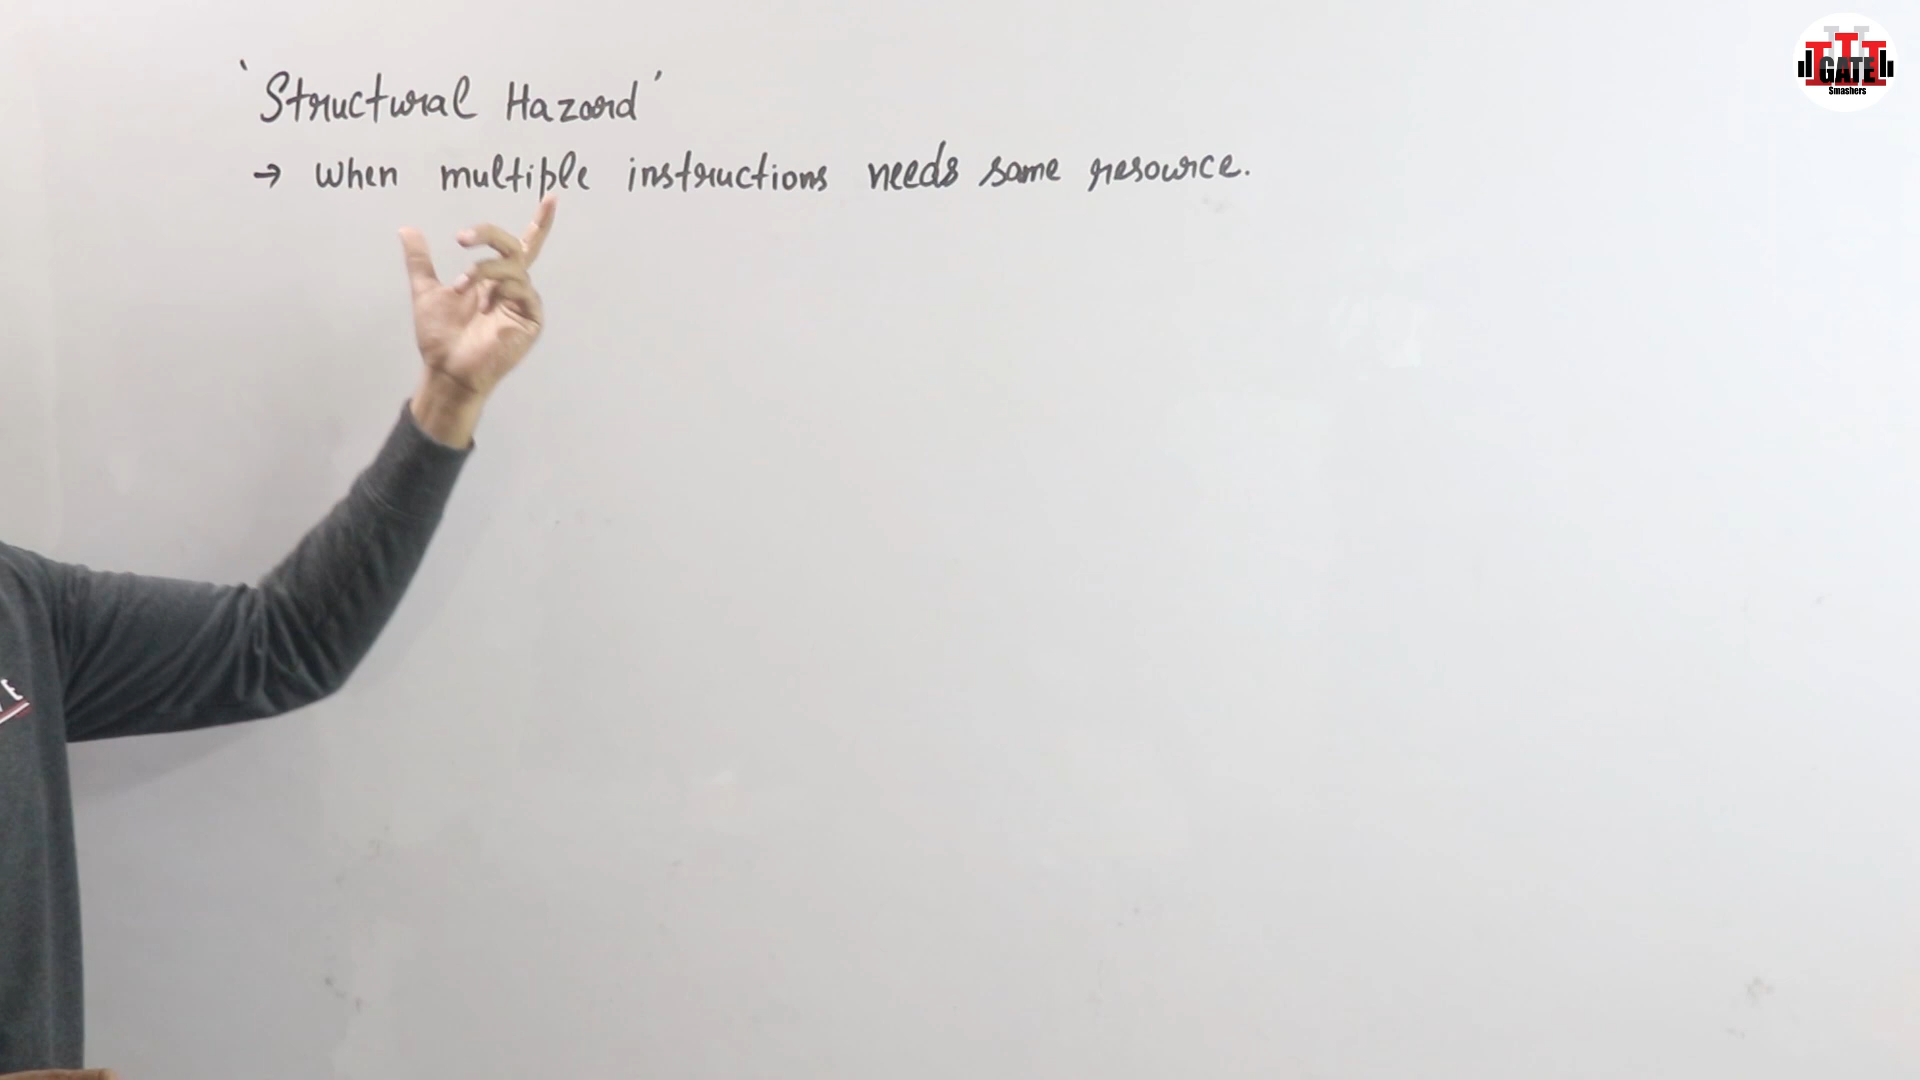 'Structural Hazard'
→ When multiple instructions needs same resource.
GATE
Smashers